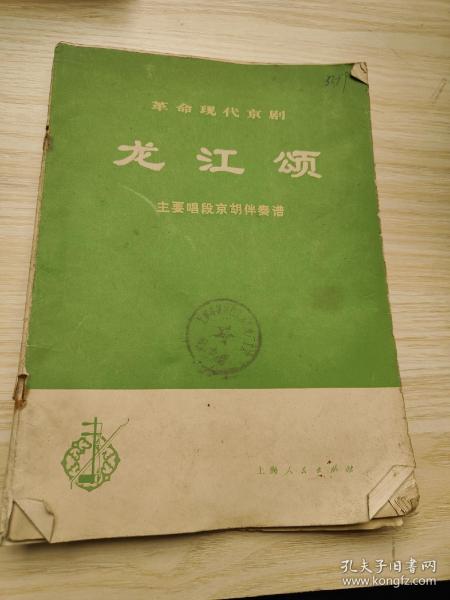 革命现代京剧
龙江颂
主要唱段京胡伴奏谱
上海人民出版社
孔夫子旧书网
www.kongfz.com